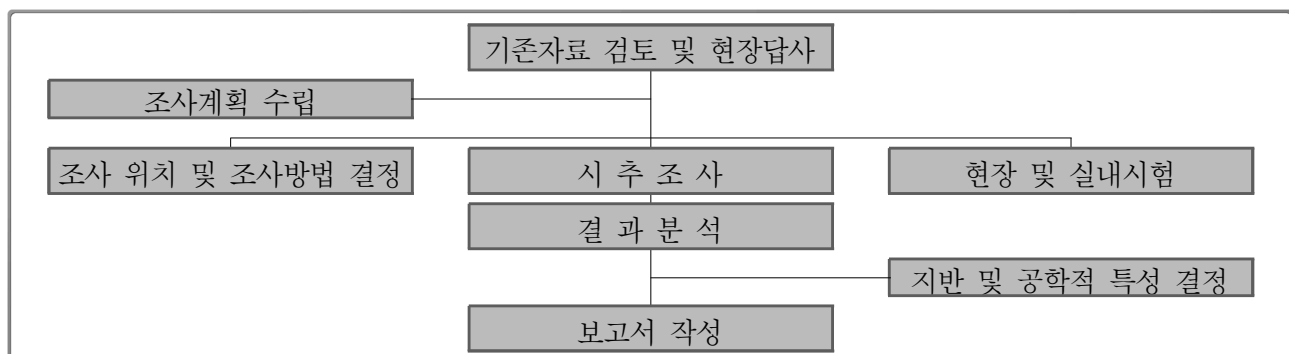 기존자료 검토 및 현장답사
조사계획 수립
조사 위치 및 조사방법 결정
시 추 조 사
현장 및 실내시험
결 과 분 석
지반 및 공학적 특성 결정
보고서 작성